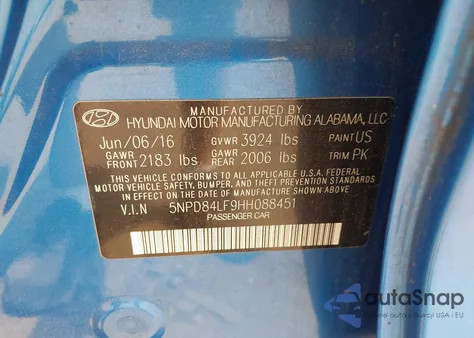 MANUFACTURED BY
HYUNDAI MOTOR MANUFACTURING ALABAMA, LLC
Jun/06/16 GVWR 3924 lbs PAINT US
GAWR FRONT 2183 lbs GAWR REAR 2006 lbs TRIM PK
THIS VEHICLE CONFORMS TO ALL APPLICABLE U.S.A. FEDERAL
MOTOR VEHICLE SAFETY, BUMPER, AND THEFT PREVENTION
STANDARDS IN EFFECT ON THE DATE OF MANUFACTURE
SHOWN ABOVE.
V.I.N 5NPD84LF9HH088451
PASSENGER CAR
autoSnap
USA i EU